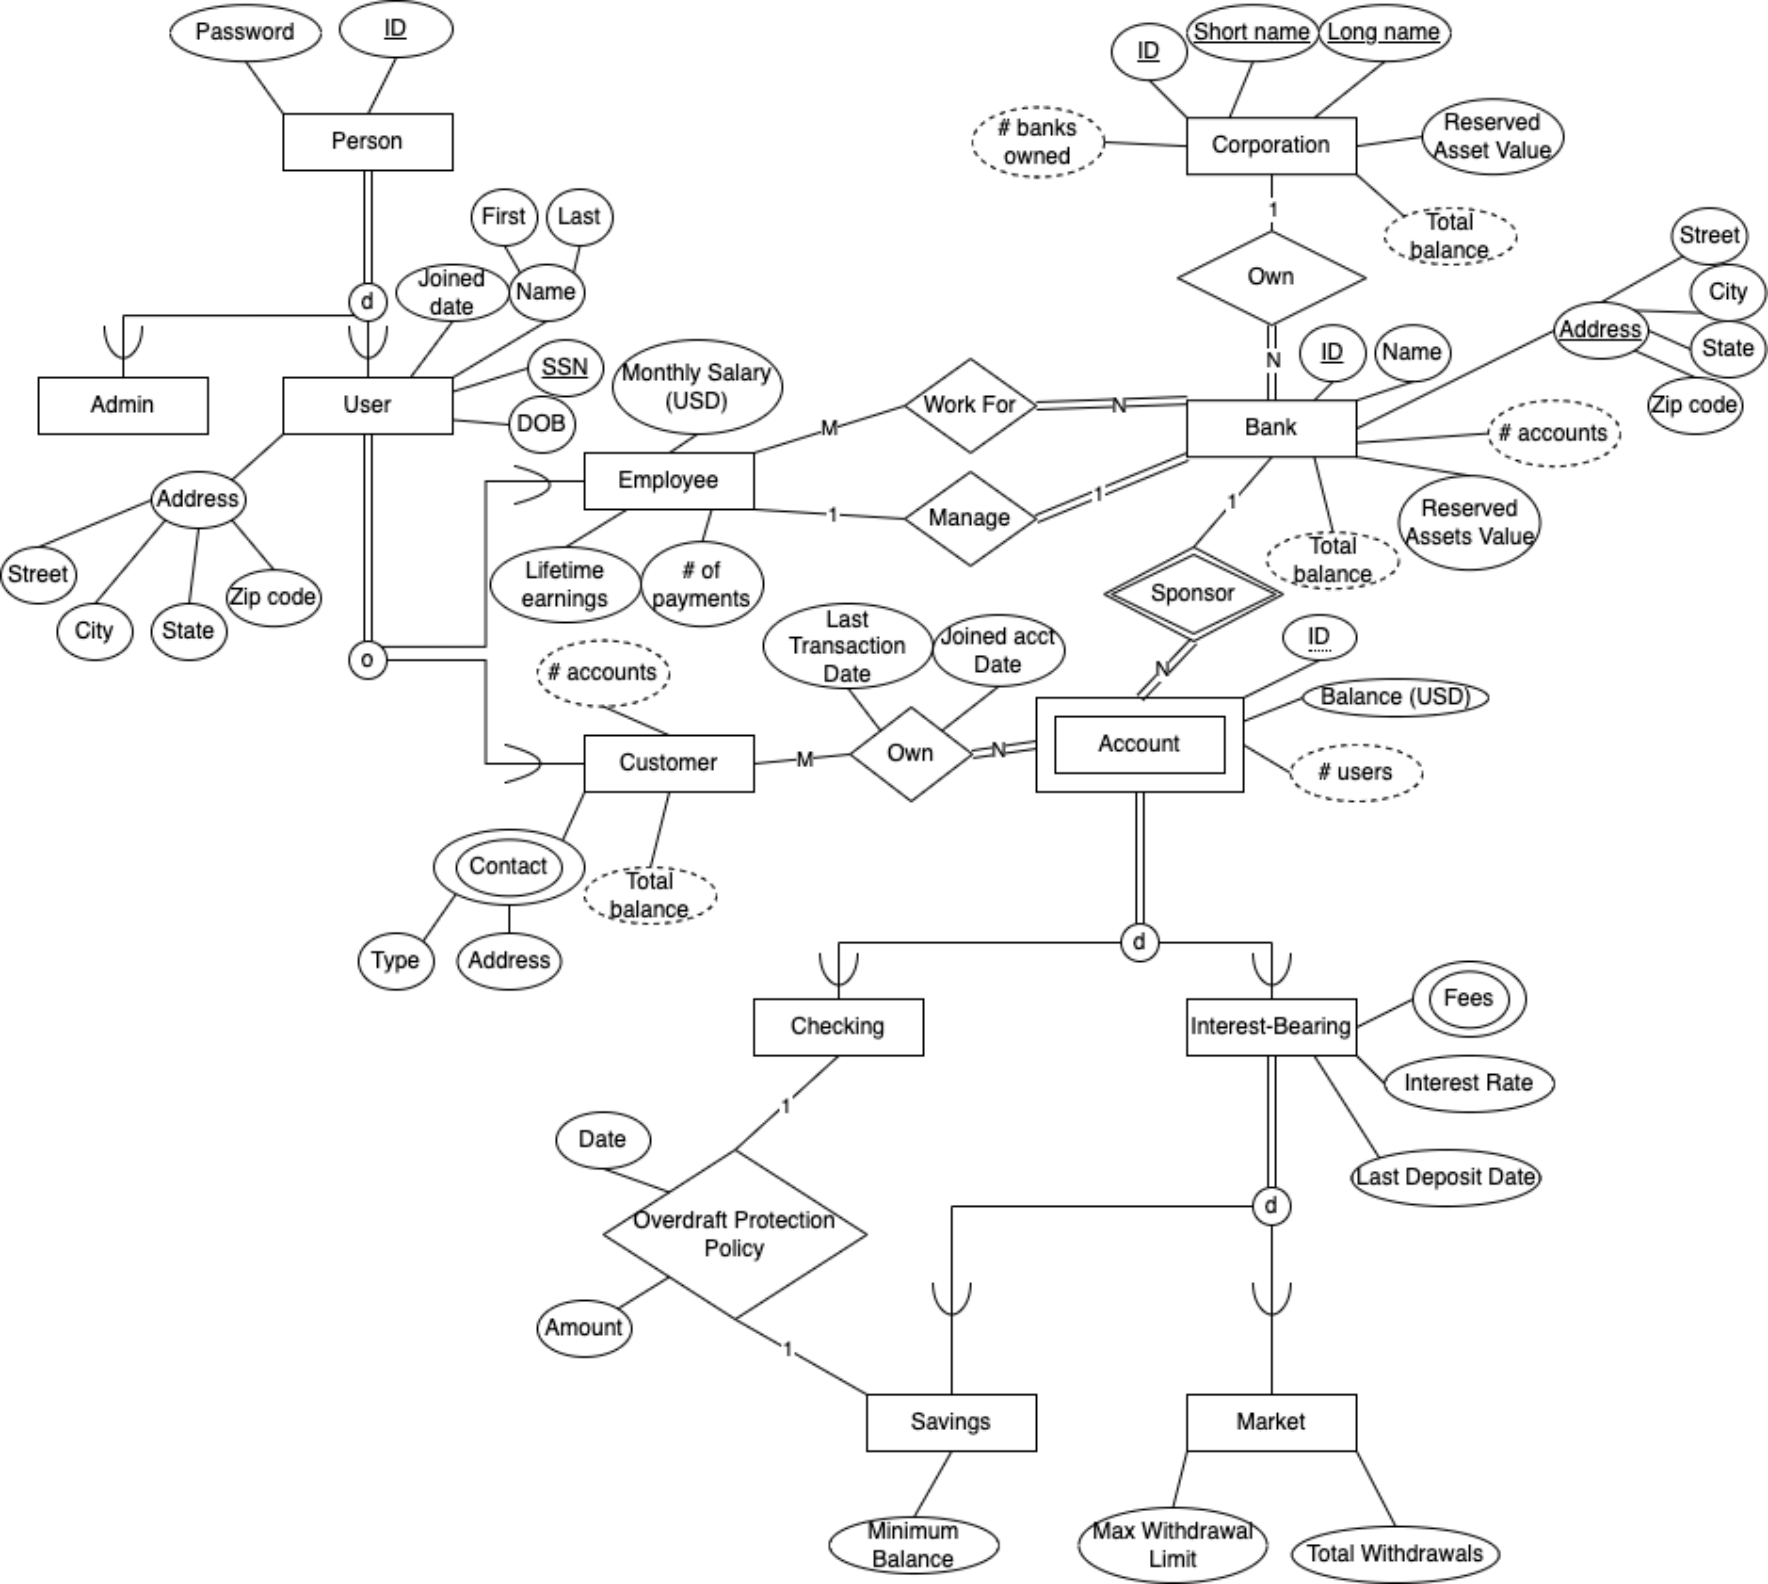 Password
ID
Person
d
Admin
User
Joined
date
First
Last
Name
SSN
DOB
Address
Street
City
State
Zip code
o
Corporation
ID
Short name
Long name
# banks
owned
Reserved
Asset Value
Total
balance
1
Own
N
Bank
ID
Name
Address
Street
City
State
Zip code
# accounts
Reserved
Assets Value
Total
balance
Monthly Salary
(USD)
Employee
Lifetime
earnings
# of
payments
M
Work For
N
1
Manage
1
1
Sponsor
N
# accounts
Customer
Contact
Type
Address
Total
balance
M
Own
N
Last
Transaction
Date
Joined acct
Date
Account
ID
Balance (USD)
# users
d
Checking
Interest-Bearing
Fees
Interest Rate
Last Deposit Date
1
Date
Overdraft Protection
Policy
Amount
1
d
Savings
Market
Minimum
Balance
Max Withdrawal
Limit
Total Withdrawals